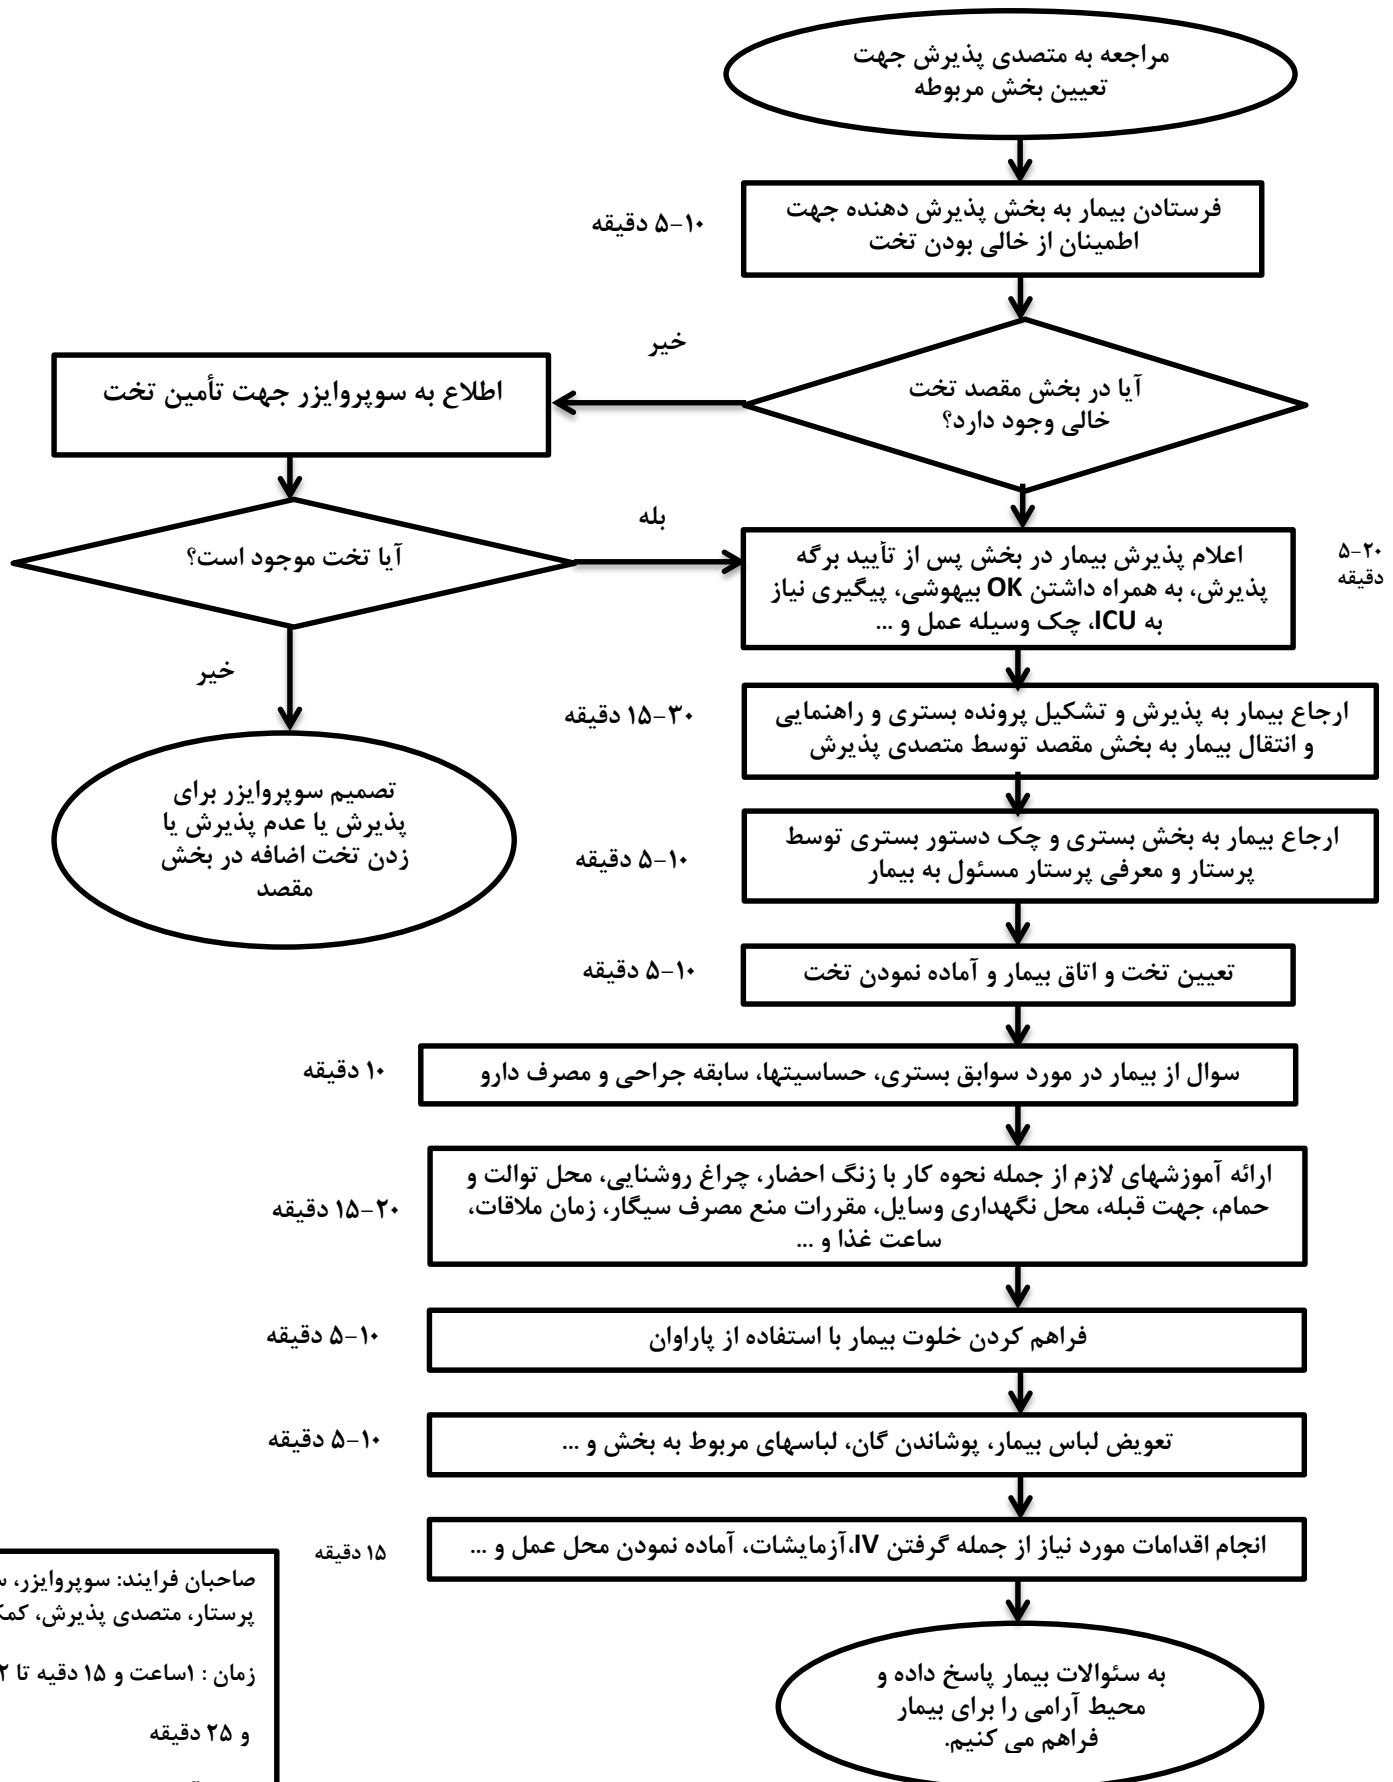 مراجعه به متصدی پذیرش جهت
تعیین بخش مربوطه
فرستادن بیمار به بخش پذیرش دهنده جهت
اطمینان از خالی بودن تخت
۵-۱۰ دقیقه
آیا در بخش مقصد تخت
خالی وجود دارد؟
خیر
اطلاع به سوپروایزر جهت تأمین تخت
آیا تخت موجود است؟
بله
خیر
تصمیم سوپروایزر برای
پذیرش یا عدم پذیرش یا
زدن تخت اضافه در بخش
مقصد
اعلام پذیرش بیمار در بخش پس از تأیید برگه
پذیرش، به همراه داشتن OK بیهوشی، پیگیری نیاز
به ICU، چک وسیله عمل و ...
۵-۲۰
دقیقه
ارجاع بیمار به پذیرش و تشکیل پرونده بستری و راهنمایی
و انتقال بیمار به بخش مقصد توسط متصدی پذیرش
۱۵-۳۰ دقیقه
ارجاع بیمار به بخش بستری و چک دستور بستری توسط
پرستار و معرفی پرستار مسئول به بیمار
۵-۱۰ دقیقه
تعیین تخت و اتاق بیمار و آماده نمودن تخت
۵-۱۰ دقیقه
سوال از بیمار در مورد سوابق بستری، حساسیتها، سابقه جراحی و مصرف دارو
۱۰ دقیقه
ارائه آموزشهای لازم از جمله نحوه کار با زنگ احضار، چراغ روشنایی، محل توالت و
حمام، جهت قبله، محل نگهداری وسایل، مقررات منع مصرف سیگار، زمان ملاقات،
ساعت غذا و ...
۱۵-۲۰ دقیقه
فراهم کردن خلوت بیمار با استفاده از پاراوان
۵-۱۰ دقیقه
تعویض لباس بیمار، پوشاندن گان، لباسهای مربوط به بخش و ...
۵-۱۰ دقیقه
انجام اقدامات مورد نیاز از جمله گرفتن IV،آزمایشات، آماده نمودن محل عمل و ...
۱۵ دقیقه
به سئوالات بیمار پاسخ داده و
محیط آرامی را برای بیمار
فراهم می کنیم.
صاحبان فرایند: سوپروایزر،
پرستار، متصدی پذیرش،
زمان : ۱ساعت و ۱۵ دقیه تا ۲
و ۲۵ دقیقه